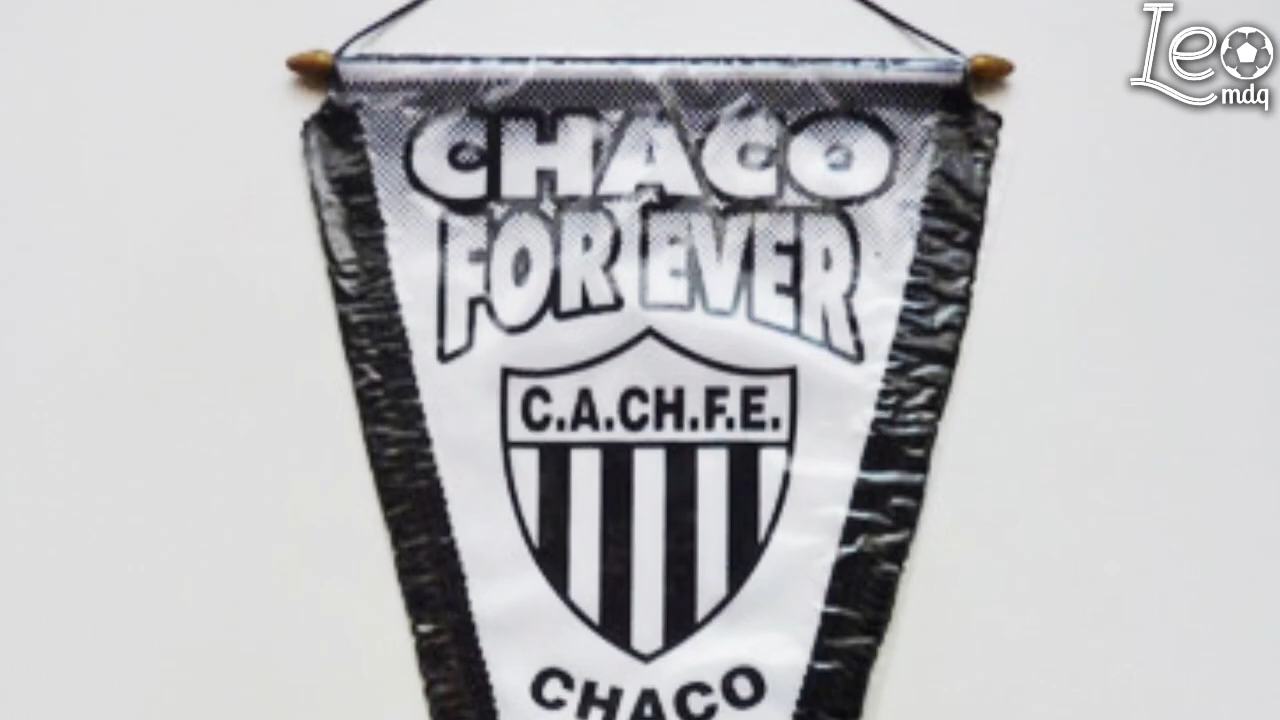 Leo
mdq
CHACO
FOR EVER
C.A.CH.F.E.
CHACO